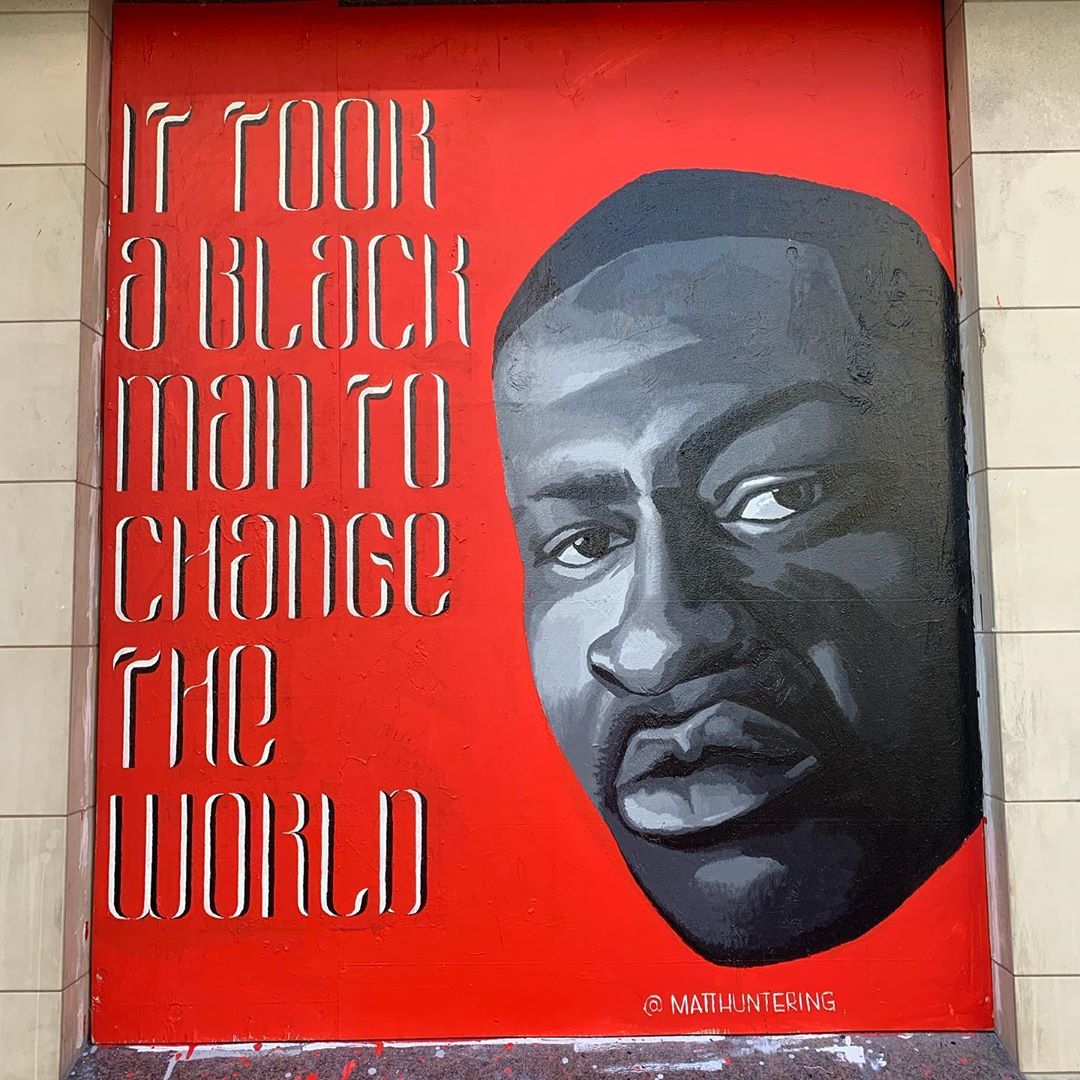 IT TOOK
A BLACK
MAN TO
CHANGE
THE
WORLD
@MATTHUNTERING